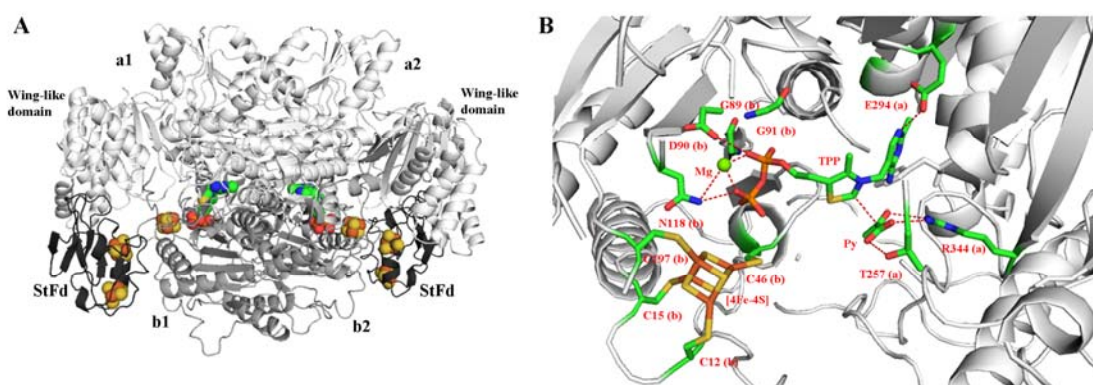 A
a1
a2
Wing-like
domain
Wing-like
domain
StFd
StFd
b1
b2
B
E294 (a)
G89 (b)
G91 (b)
D90 (b)
TPP
Mg
N118 (b)
Py
R344 (a)
T257 (a)
C197 (b)
C46 (b)
[4Fe-4S]
C15 (b)
C12 (b)